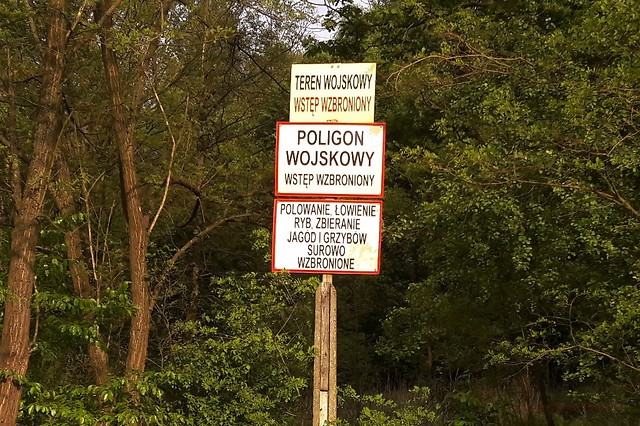 TEREN WOJSKOWY
WSTĘP WZBRONIONY
POLIGON
WOJSKOWY
WSTĘP WZBRONIONY
POLOWANIE, ŁOWIENIE
RYB, ZBIERANIE
JAGÓD I GRZYBÓW
SUROWO
WZBRONIONE